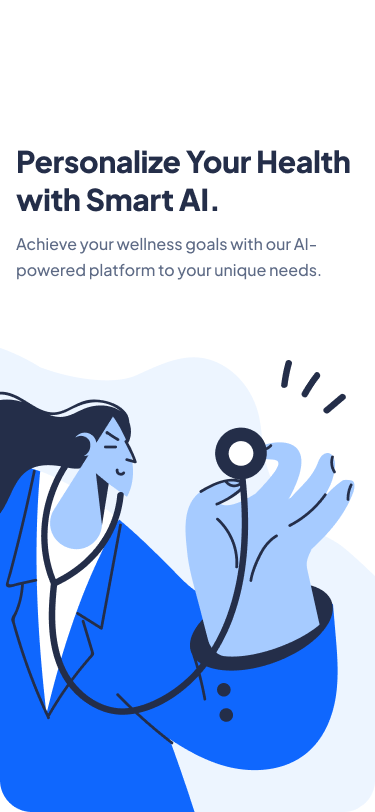 Personalize Your Health
with Smart AI.
Achieve your wellness goals with our AI-
powered platform to your unique needs.